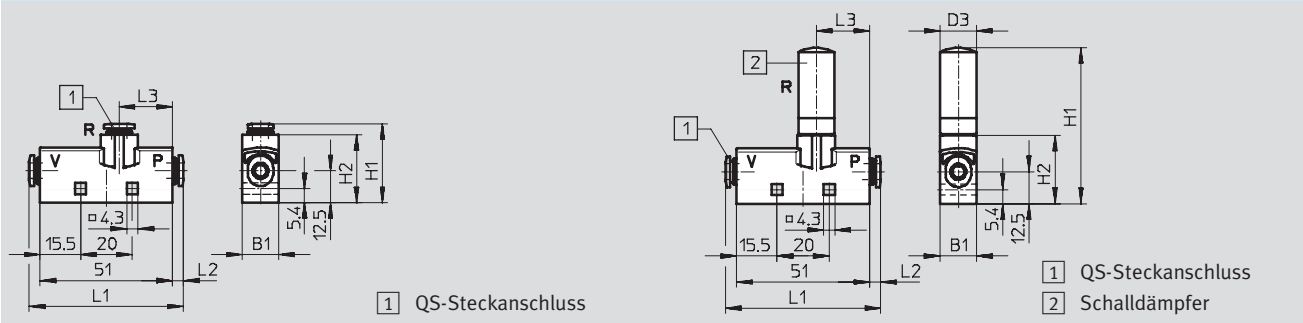 L3
1
R
V
P
H2
H1
5.4
12.5
□4.3
15.5
20
B1
51
L2
L1
1 QS-Steckanschluss
L3
D3
2
R
1
V
P
H1
H2
5.4
12.5
□4.3
15.5
20
B1
51
L2
L1
1 QS-Steckanschluss
2 Schalldämpfer